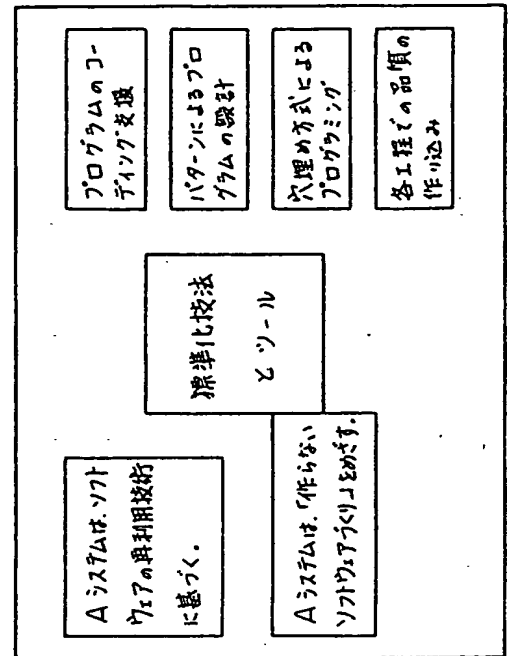 プログラムのコー
ディング支援
パターンによるプロ
グラムの設計
穴埋め方式による
プログラミング
各工程での品質の
作り込み
標準化技法
とツール
Aシステムは、ソフト
ウェアの再利用技術
に基づく。
Aシステムは、「作らない
ソフトウェアづくり」をめざす。